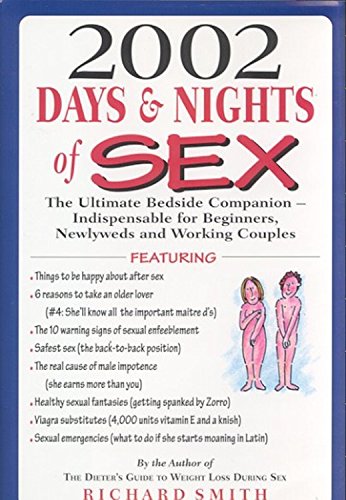 2002
DAYS & NIGHTS
of SEX
The Ultimate Bedside Companion –
Indispensable for Beginners,
Newlyweds and Working Couples
FEATURING
• Things to be happy about after sex
• 6 reasons to take an older lover
(#4: She'll know all the important maitre d's)
• The 10 warning signs of sexual enfeeblement
• Safest sex (the back-to-back position)
• The real cause of male impotence
(she earns more than you)
• Healthy sexual fantasies (getting spanked by Zorro)
• Viagra substitutes (4,000 units vitamin E and a knish)
• Sexual emergencies (what to do if she starts moaning in Latin)
By the Author of
THE DIETER'S GUIDE TO WEIGHT LOSS DURING SEX
RICHARD SMITH